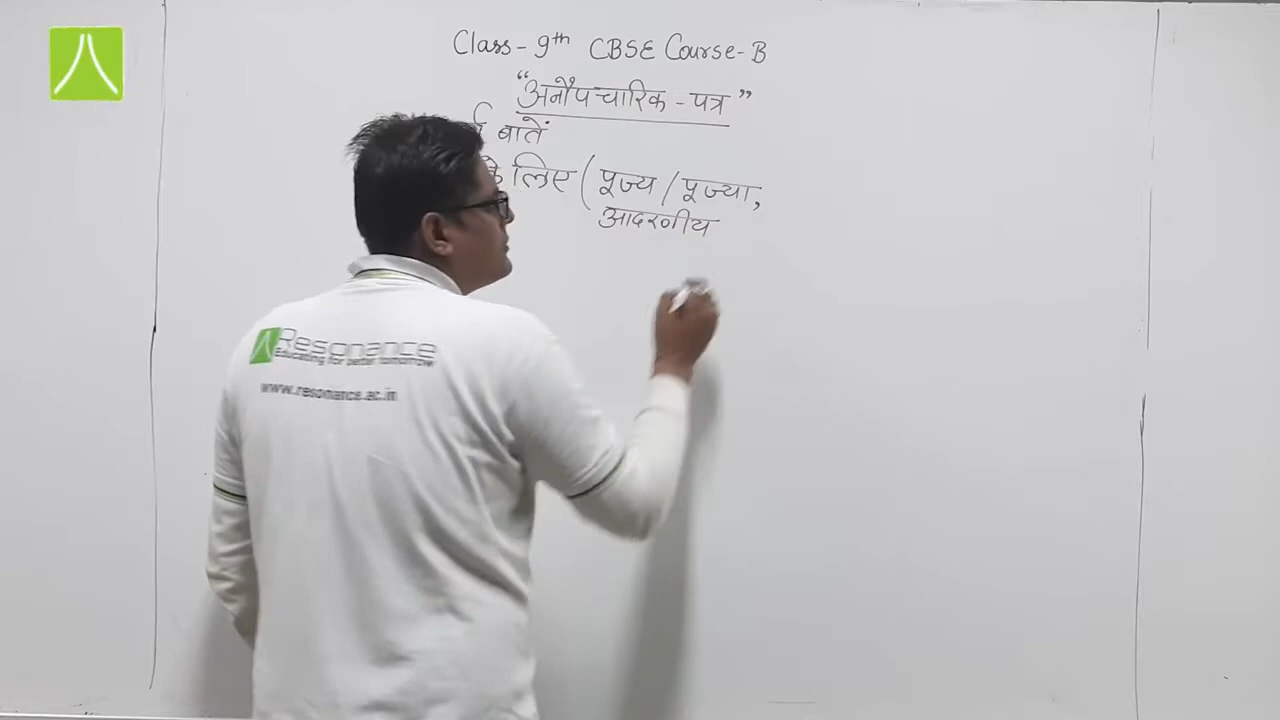 Class - 9th CBSE Course - B
"अनौपचारिक - पत्र"
बातें
के लिए ( पूज्य / पूज्या,
आदरणीय
Resonance
Educating for better tomorrow
www.resonance.ac.in